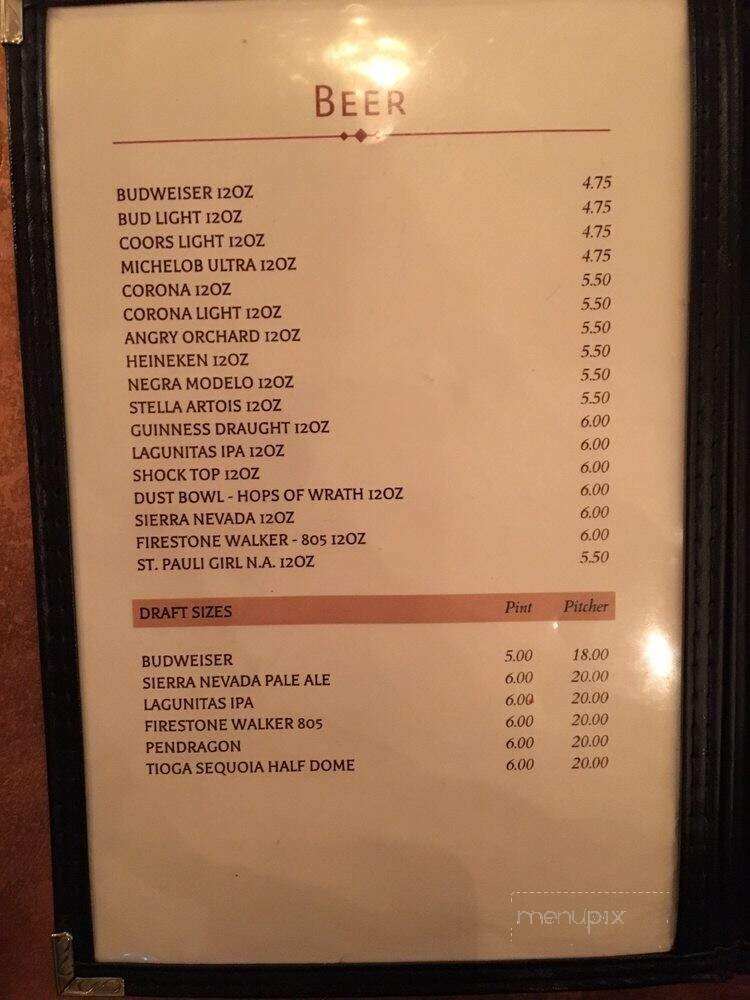 BEER
BUDWEISER 12OZ 4.75
BUD LIGHT 12OZ 4.75
COORS LIGHT 12OZ 4.75
MICHELOB ULTRA 12OZ 4.75
CORONA 12OZ 5.50
CORONA LIGHT 12OZ 5.50
ANGRY ORCHARD 12OZ 5.50
HEINEKEN 12OZ 5.50
NEGRA MODELO 12OZ 5.50
STELLA ARTOIS 12OZ 5.50
GUINNESS DRAUGHT 12OZ 6.00
LAGUNITAS IPA 12OZ 6.00
SHOCK TOP 12OZ 6.00
DUST BOWL - HOPS OF WRATH 12OZ 6.00
SIERRA NEVADA 12OZ 6.00
FIRESTONE WALKER - 805 12OZ 6.00
ST. PAULI GIRL N.A. 12OZ 5.50
DRAFT SIZES Pint Pitcher
BUDWEISER 5.00 18.00
SIERRA NEVADA PALE ALE 6.00 20.00
LAGUNITAS IPA 6.00 20.00
FIRESTONE WALKER 805 6.00 20.00
PENDRAGON 6.00 20.00
TIOGA SEQUOIA HALF DOME 6.00 20.00
menupix